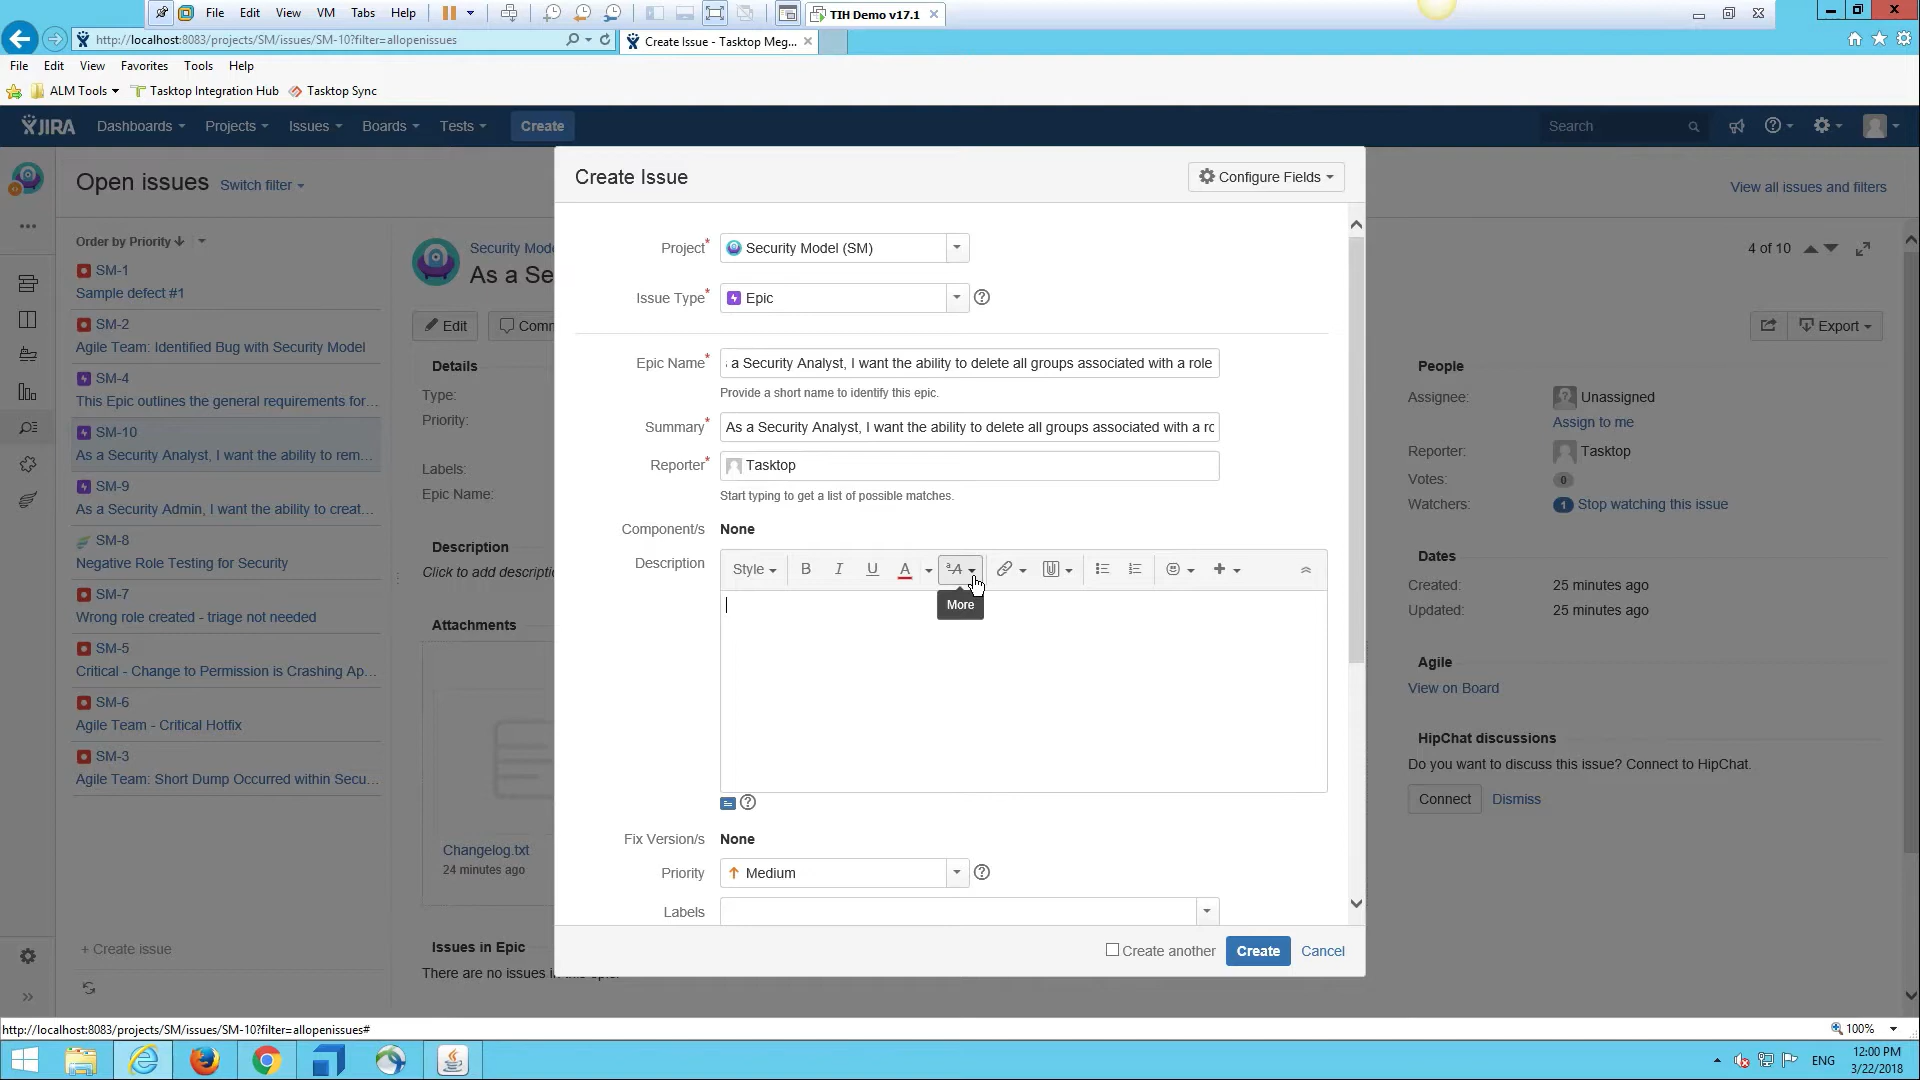 File Edit View VM Tabs Help
TIH Demo v17.1
http://localhost:8083/projects/SM/issues/SM-10?filter=allopenissues
Create Issue - Tasktop Meg...
File Edit View Favorites Tools Help
ALM Tools Tasktop Integration Hub Tasktop Sync
JIRA Dashboards Projects Issues Boards Tests Create Search
Open issues Switch filter
View all issues and filters
Order by Priority
SM-1
Sample defect #1
SM-2
Agile Team: Identified Bug with Security Model
SM-4
This Epic outlines the general requirements for...
SM-10
As a Security Analyst, I want the ability to rem...
SM-9
As a Security Admin, I want the ability to creat...
SM-8
Negative Role Testing for Security
SM-7
Wrong role created - triage not needed
SM-5
Critical - Change to Permission is Crashing Ap...
SM-6
Agile Team - Critical Hotfix
SM-3
Agile Team: Short Dump Occurred within Secu...
+ Create issue
Security Mode
As a Se
Edit Comm
Details
Type:
Priority:
Labels:
Epic Name:
Description
Click to add descriptio
Attachments
Changelog.txt
24 minutes ago
Issues in Epic
There are no issues in this epic.
Create Issue
Configure Fields
Project* Security Model (SM)
Issue Type* Epic
Epic Name* a Security Analyst, I want the ability to delete all groups associated with a role
Provide a short name to identify this epic.
Summary* As a Security Analyst, I want the ability to delete all groups associated with a ro
Reporter* Tasktop
Start typing to get a list of possible matches.
Component/s None
Description Style B I U A ªA
More
Fix Version/s None
Priority Medium
Labels
Create another Create Cancel
4 of 10
Export
People
Assignee: Unassigned
Assign to me
Reporter: Tasktop
Votes: 0
Watchers: 1 Stop watching this issue
Dates
Created: 25 minutes ago
Updated: 25 minutes ago
Agile
View on Board
HipChat discussions
Do you want to discuss this issue? Connect to HipChat.
Connect Dismiss
http://localhost:8083/projects/SM/issues/SM-10?filter=allopenissues#
100%
ENG
12:00 PM
3/22/2018